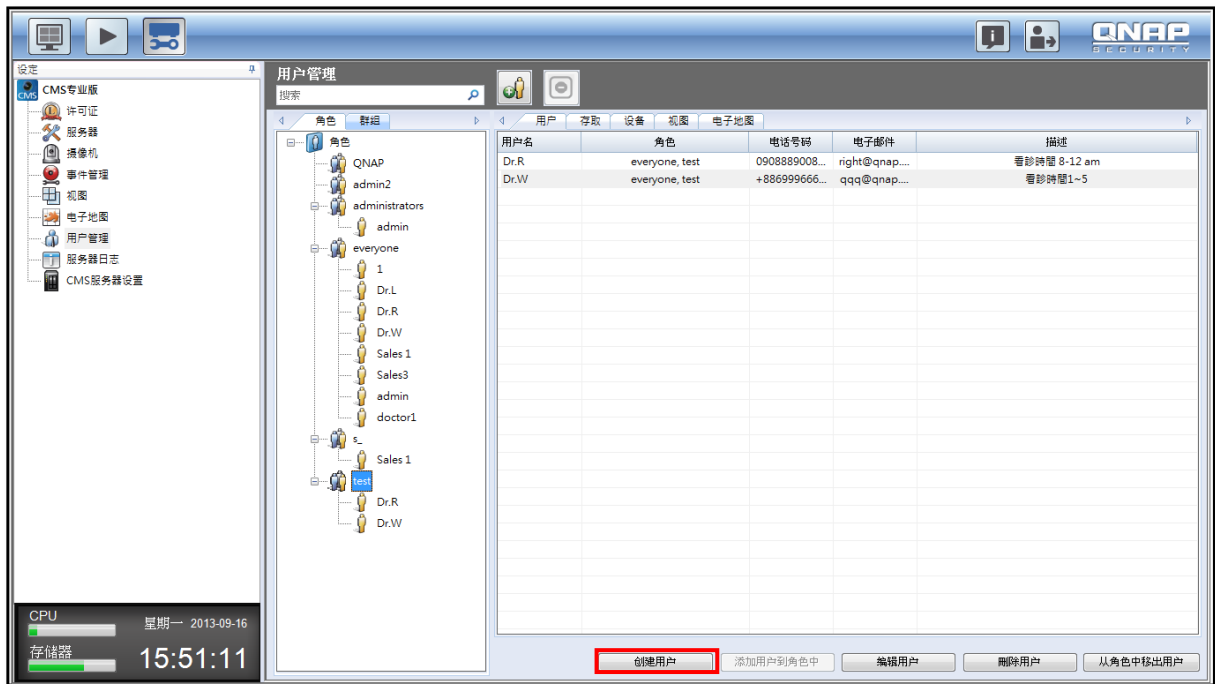 QNAP
SECURITY
设定
CMS专业版
许可证
服务器
摄像机
事件管理
视图
电子地图
用户管理
服务器日志
CMS服务器设置
CPU
星期一 2013-09-16
存储器
15:51:11
用户管理
搜索
角色 群组
角色
QNAP
admin2
administrators
admin
everyone
1
Dr.L
Dr.R
Dr.W
Sales 1
Sales3
admin
doctor1
s_
Sales 1
test
Dr.R
Dr.W
用户 存取 设备 视图 电子地图
用户名 角色 电话号码 电子邮件 描述
Dr.R everyone, test 0908889008... right@qnap.... 看診時間 8-12 am
Dr.W everyone, test +886999666... qqq@qnap.... 看診時間1~5
创建用户 添加用户到角色中 编辑用户 删除用户 从角色中移出用户